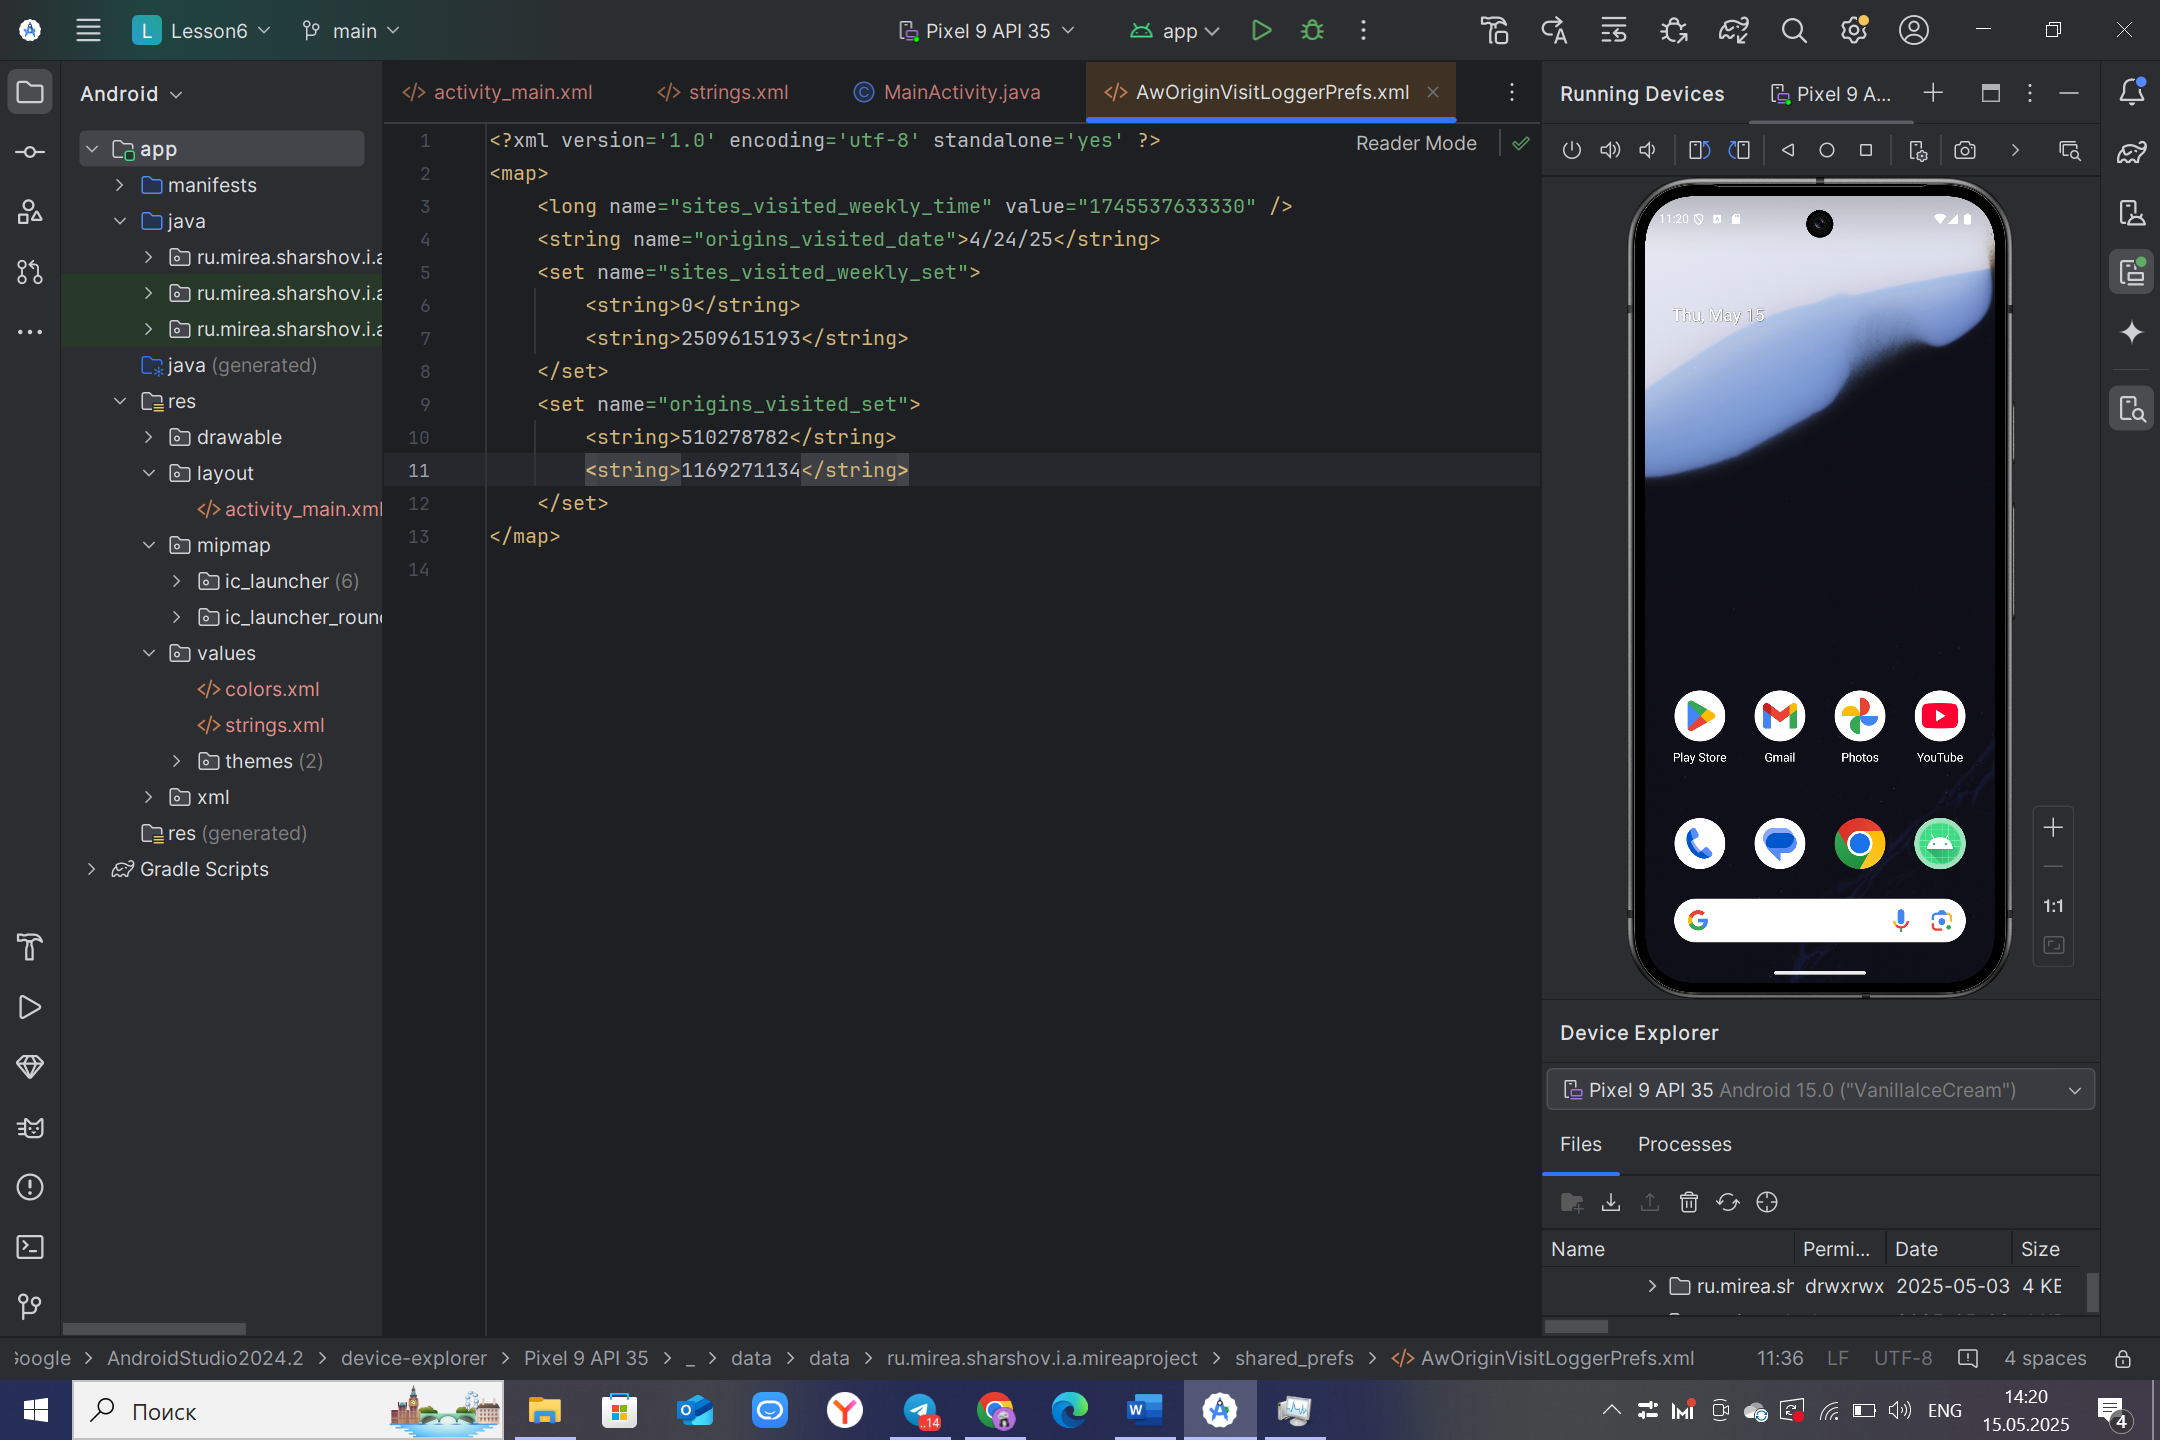 L Lesson6 main Pixel 9 API 35 app
Android
app
manifests
java
ru.mirea.sharshov.i.a
ru.mirea.sharshov.i.a
ru.mirea.sharshov.i.a
java (generated)
res
drawable
layout
activity_main.xml
mipmap
ic_launcher (6)
ic_launcher_round
values
colors.xml
strings.xml
themes (2)
xml
res (generated)
Gradle Scripts
activity_main.xml strings.xml MainActivity.java AwOriginVisitLoggerPrefs.xml
Reader Mode
1 <?xml version='1.0' encoding='utf-8' standalone='yes' ?>
2 <map>
3 <long name="sites_visited_weekly_time" value="1745537633330" />
4 <string name="origins_visited_date">4/24/25</string>
5 <set name="sites_visited_weekly_set">
6 <string>0</string>
7 <string>2509615193</string>
8 </set>
9 <set name="origins_visited_set">
10 <string>510278782</string>
11 <string>1169271134</string>
12 </set>
13 </map>
14
Running Devices Pixel 9 A...
11:20
Thu, May 15
Play Store Gmail Photos YouTube
1:1
Device Explorer
Pixel 9 API 35 Android 15.0 ("VanillaIceCream")
Files Processes
Name Permi... Date Size
ru.mirea.sh drwxrwx 2025-05-03 4 KE
Google > AndroidStudio2024.2 > device-explorer > Pixel 9 API 35 > _ > data > data > ru.mirea.sharshov.i.a.mireaproject > shared_prefs > AwOriginVisitLoggerPrefs.xml
11:36 LF UTF-8 4 spaces
Поиск
..14
ENG
14:20
15.05.2025
4